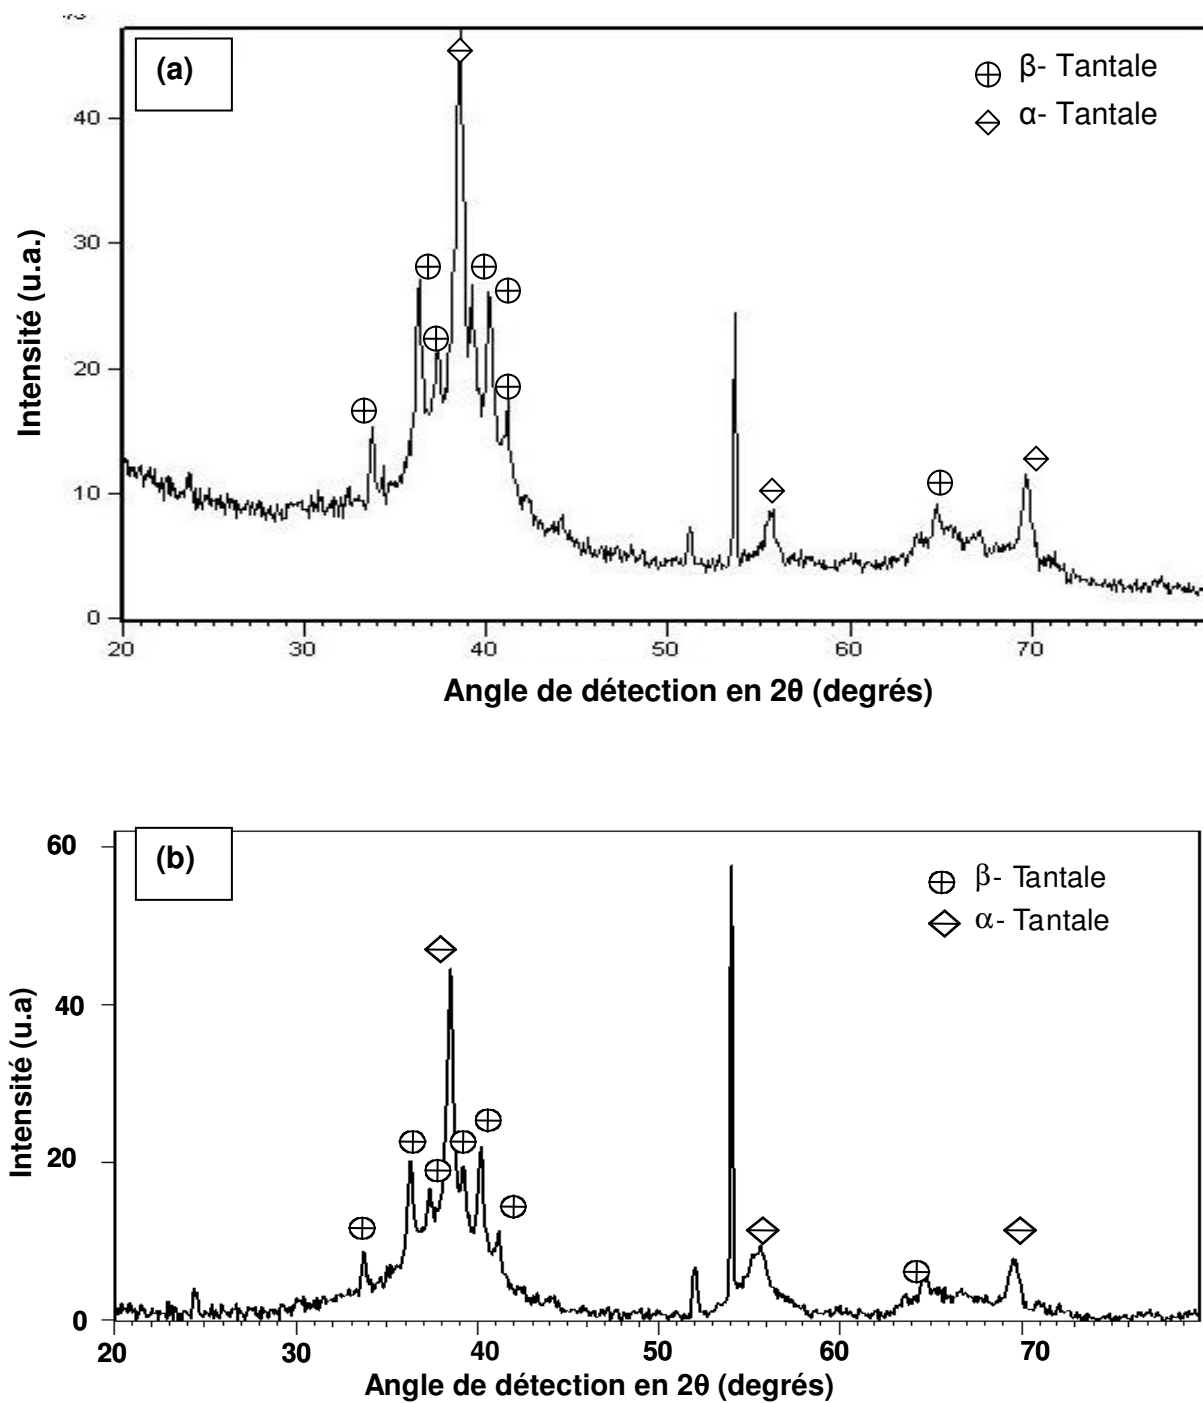 (a)
β- Tantale
α- Tantale
40
30
20
10
0
Intensité (u.a.)
20 30 40 50 60 70
Angle de détection en 2θ (degrés)
(b)
β- Tantale
α- Tantale
60
40
20
0
Intensité (u.a)
20 30 40 50 60 70
Angle de détection en 2θ (degrés)